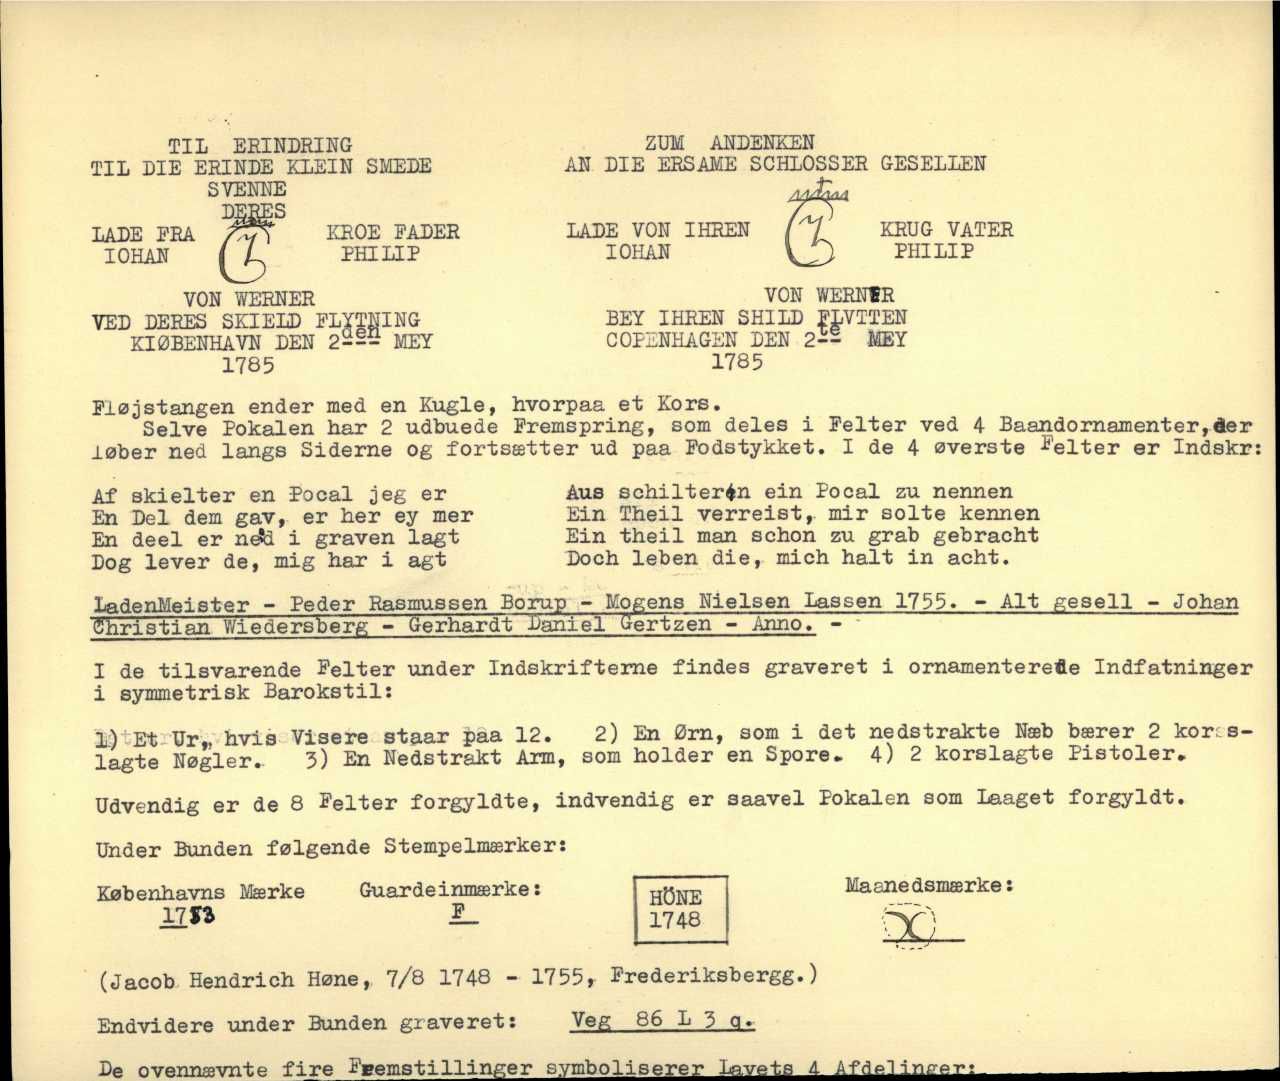 TIL ERINDRING
TIL DIE ERINDE KLEIN SMEDE
SVENNE
DERES
LADE FRA KROE FADER
IOHAN PHILIP
VON WERNER
VED DERES SKIELD FLYTNING
KIØBENHAVN DEN 2den MEY
1785
ZUM ANDENKEN
AN DIE ERSAME SCHLOSSER GESELLEN
LADE VON IHREN KRUG VATER
IOHAN PHILIP
VON WERNER
BEY IHREN SHILD FLVTTEN
COPENHAGEN DEN 2te MEY
1785
Fløjstangen ender med en Kugle, hvorpaa et Kors.
Selve Pokalen har 2 udbuede Fremspring, som deles i Felter ved 4 Baandornamenter, der
løber ned langs Siderne og fortsætter ud paa Fodstykket. I de 4 øverste Felter er Indskr:
Af skielter en Pocal jeg er
En Del dem gav, er her ey mer
En deel er ned i graven lagt
Dog lever de, mig har i agt
Aus schilter in ein Pocal zu nennen
Ein Theil verreist, mir solte kennen
Ein theil man schon zu grab gebracht
Doch leben die, mich halt in acht.
LadenMeister - Peder Rasmussen Borup - Mogens Nielsen Lassen 1755. - Alt gesell - Johan
Christian Wiedersberg - Gerhardt Daniel Gertzen - Anno. -
I de tilsvarende Felter under Indskrifterne findes graveret i ornamenterede Indfatninger
i symmetrisk Barokstil:
1) Et Ur,, hvis Visere staar paa 12. 2) En Ørn, som i det nedstrakte Næb bærer 2 kors-
lagte Nøgler. 3) En Nedstrakt Arm, som holder en Spore. 4) 2 korslagte Pistoler.
Udvendig er de 8 Felter forgyldte, indvendig er saavel Pokalen som Laaget forgyldt.
Under Bunden følgende Stempelmærker:
Københavns Mærke Guardeinmærke: HÖNE Maanedsmærke:
1753 F 1748
(Jacob Hendrich Høne, 7/8 1748 - 1755, Frederiksbergg.)
Endvidere under Bunden graveret: Veg 86 L 3 q.
De ovennævnte fire Fremstillinger symboliserer Lavets 4 Afdelinger: